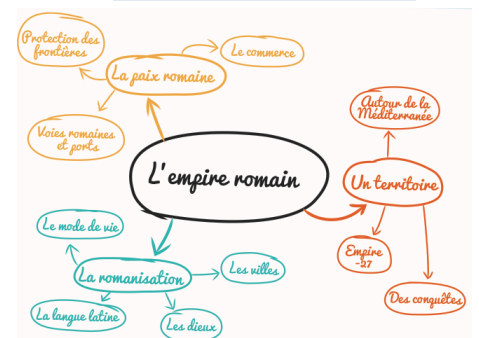 Protection des
frontières
Le commerce
La paix romaine
Voies romaines
et ports
Autour de la
Méditerranée
L'empire romain
Un territoire
Empire
-27
Des conquêtes
Le mode de vie
La romanisation
Les villes
La langue latine
Les dieux